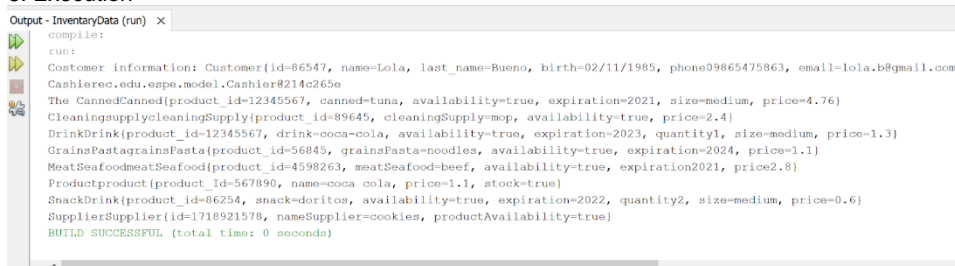 Output - InventaryData (run) ×
compile:
run:
Costomer information: Customer{id=86547, name=Lola, last_name=Bueno, birth=02/11/1985, phone09865475863, email=lola.b@gmail.com
Cashierec.edu.espe.model.Cashier@214c265e
The CannedCanned{product_id=12345567, canned=tuna, availability=true, expiration=2021, size=medium, price=4.76}
CleaningsupplycleaningSupply{product_id=89645, cleaningSupply=mop, availability=true, price=2.4}
DrinkDrink{product_id=12345567, drink=coca-cola, availability=true, expiration=2023, quantity1, size=medium, price=1.3}
GrainsPastagrainsPasta{product_id=56845, grainsPasta=noodles, availability=true, expiration=2024, price=1.1}
MeatSeafoodmeatSeafood{product_id=4598263, meatSeafood=beef, availability=true, expiration2021, price2.8}
Productproduct{product_Id=567890, name=coca cola, price=1.1, stock=true}
SnackDrink{product_id=86254, snack=doritos, availability=true, expiration=2022, quantity2, size=medium, price=0.6}
SupplierSupplier{id=1718921578, nameSupplier=cookies, productAvailability=true}
BUILD SUCCESSFUL (total time: 0 seconds)